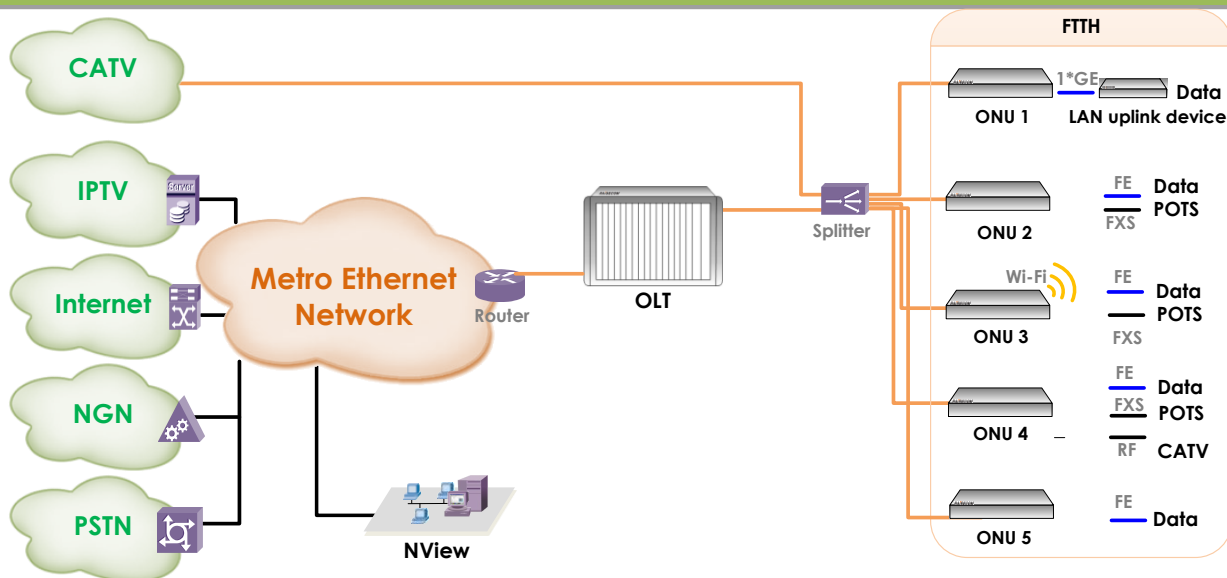 FTTH
CATV
1*GE
Data
ONU 1
LAN uplink device
IPTV
Server
FE
Data
POTS
ONU 2
FXS
Splitter
Metro Ethernet
Network
Router
OLT
Internet
Wi-Fi
FE
Data
POTS
ONU 3
FXS
NGN
FE
Data
FXS
POTS
ONU 4
RF
CATV
PSTN
NView
FE
Data
ONU 5